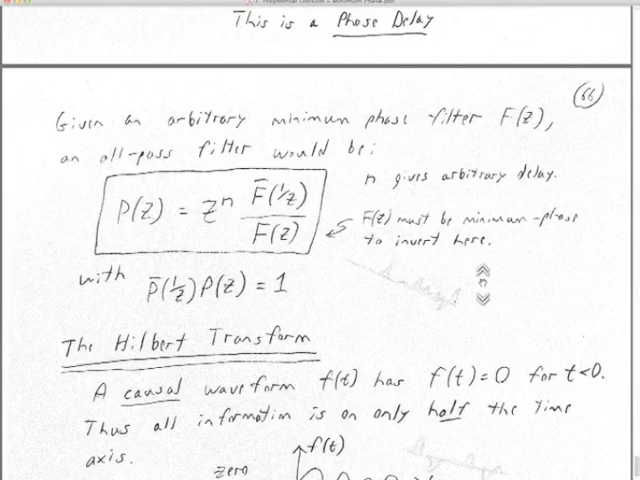 This is a Phase Delay
66
Given an arbitrary minimum phase filter F(z),
an all-pass filter would be:
n gives arbitrary delay.
P(z) = z^n F̄(1/z) / F(z)
F(z) must be minimum-phase
to invert here.
with P̄(1/z) P(z) = 1
The Hilbert Transform
A causal waveform f(t) has f(t) = 0 for t<0.
Thus all information is on only half the time
axis.
f(t)
zero